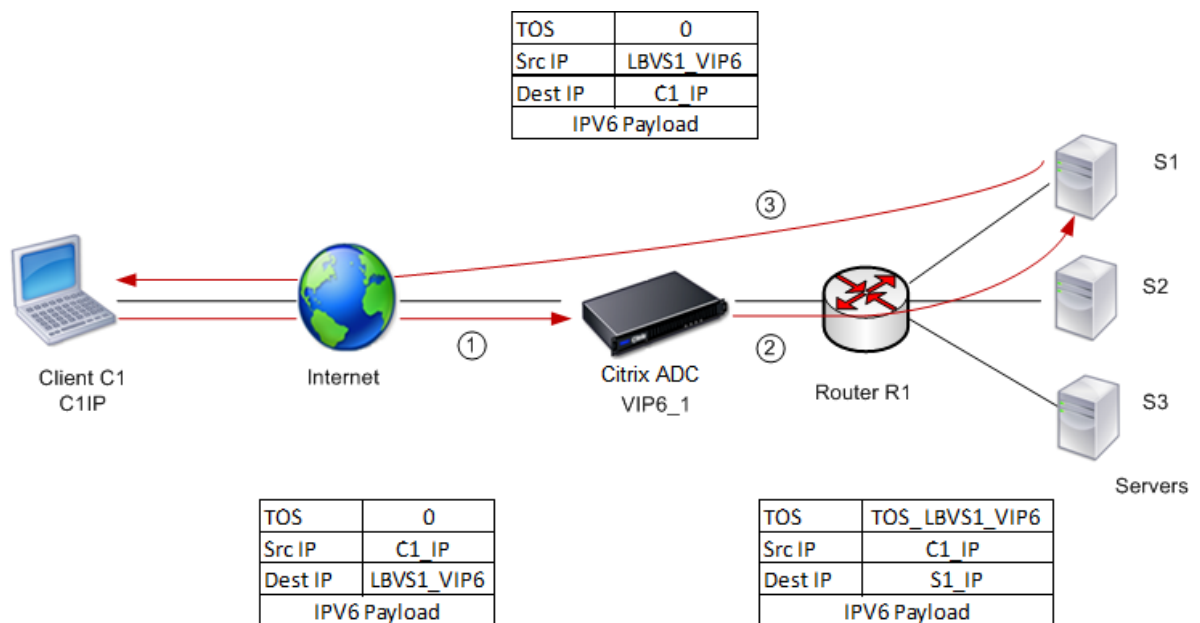 TOS 0
Src IP LBVS1_VIP6
Dest IP C1_IP
IPV6 Payload
S1
③
S2
①
②
Client C1
C1IP
Internet
Citrix ADC
VIP6_1
Router R1
S3
Servers
TOS 0
Src IP C1_IP
Dest IP LBVS1_VIP6
IPV6 Payload
TOS TOS_LBVS1_VIP6
Src IP C1_IP
Dest IP S1_IP
IPV6 Payload